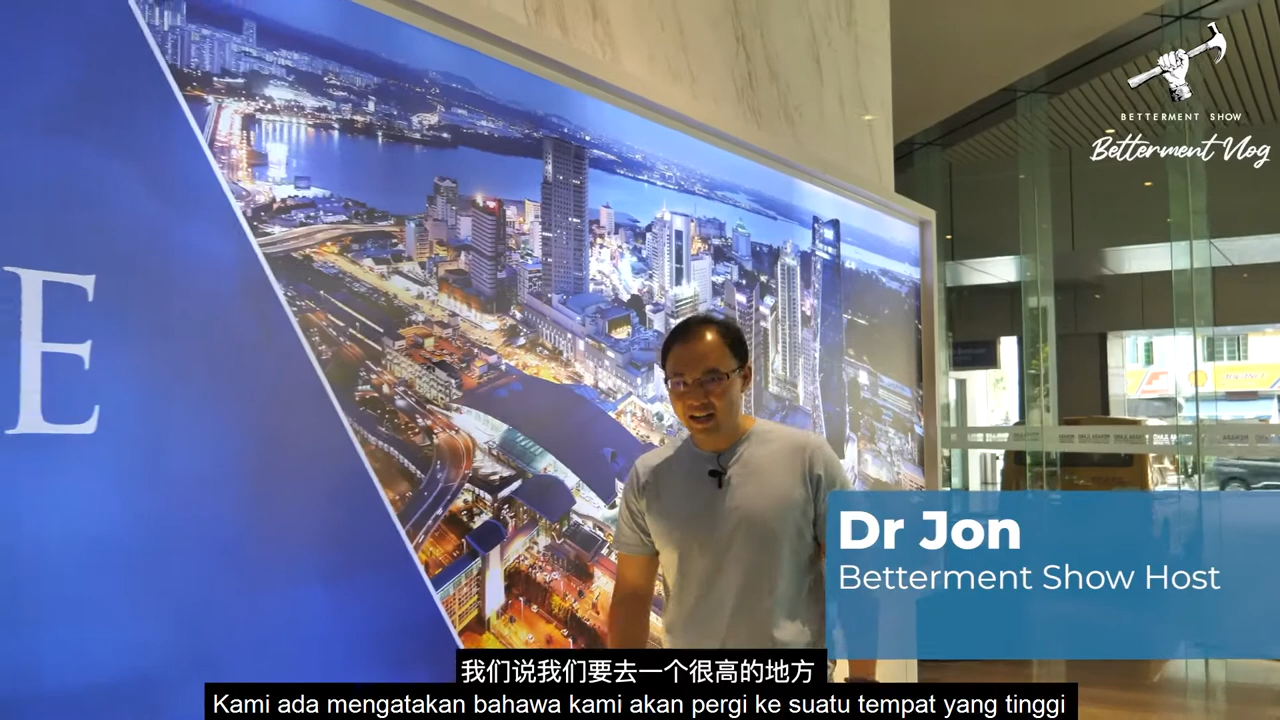 BETTERMENT SHOW
Betterment Vlog
E
Dr Jon
Betterment Show Host
我们说我们要去一个很高的地方
Kami ada mengatakan bahawa kami akan pergi ke suatu tempat yang tinggi